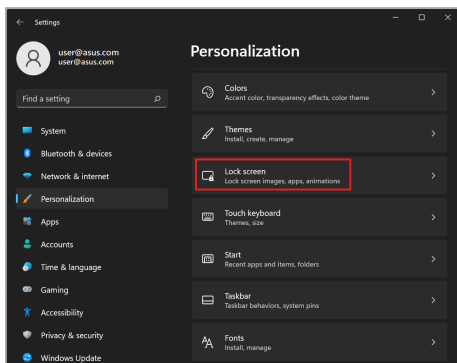 Settings
user@asus.com
user@asus.com
Find a setting
System
Bluetooth & devices
Network & internet
Personalization
Apps
Accounts
Time & language
Gaming
Accessibility
Privacy & security
Windows Update
Personalization
Colors
Accent color, transparency effects, color theme
Themes
Install, create, manage
Lock screen
Lock screen images, apps, animations
Touch keyboard
Themes, size
Start
Recent apps and items, folders
Taskbar
Taskbar behaviors, system pins
Fonts
Install, manage